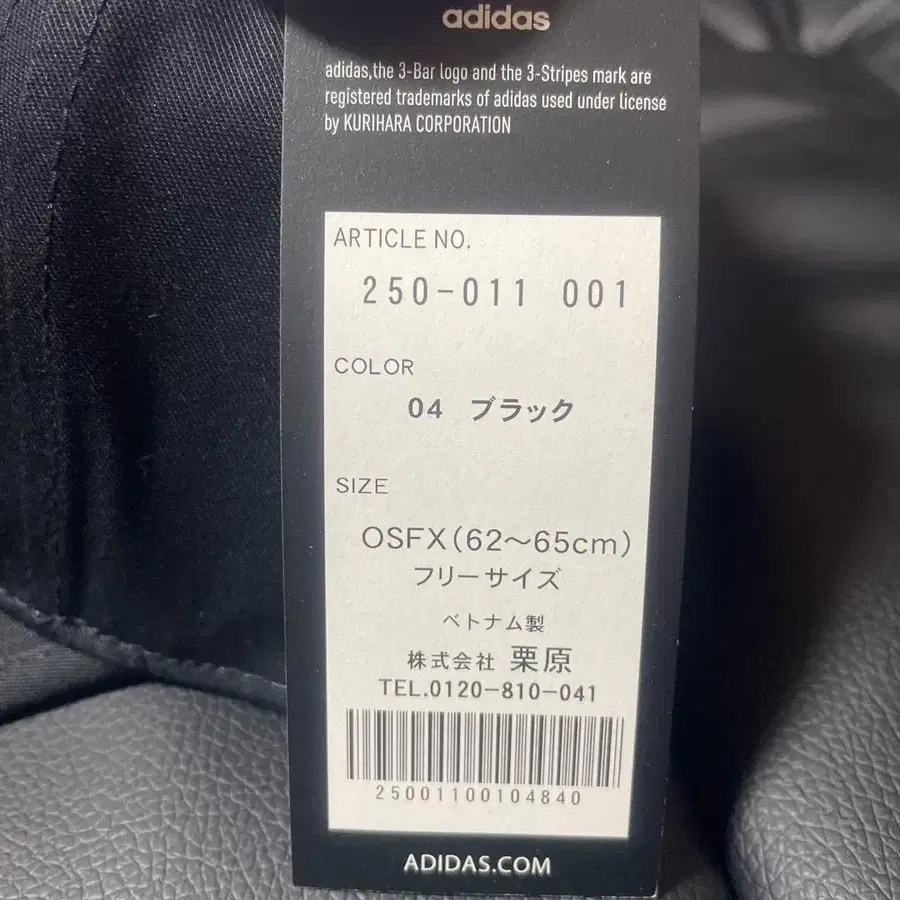 adidas
adidas,the 3-Bar logo and the 3-Stripes mark are
registered trademarks of adidas used under license
by KURIHARA CORPORATION
ARTICLE NO.
250-011 001
COLOR
04 ブラック
SIZE
OSFX(62～65cm)
フリーサイズ
ベトナム製
株式会社 栗原
TEL.0120-810-041
25001100104840
ADIDAS.COM